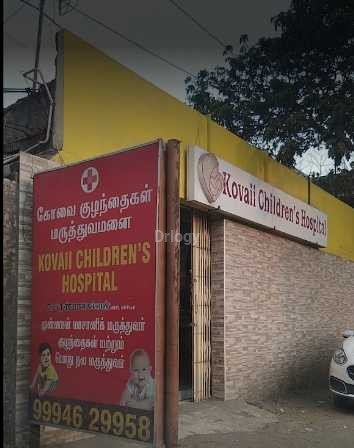 கோவை குழந்தைகள்
மருத்துவமனை
KOVAII CHILDREN'S
HOSPITAL
முன்னாள் ராசானிக் மருத்துவர்
குழந்தைகள் மற்றும்
பொது நல மருத்துவர்
99946 29958
Kovaii Children's Hospital
Drlogy